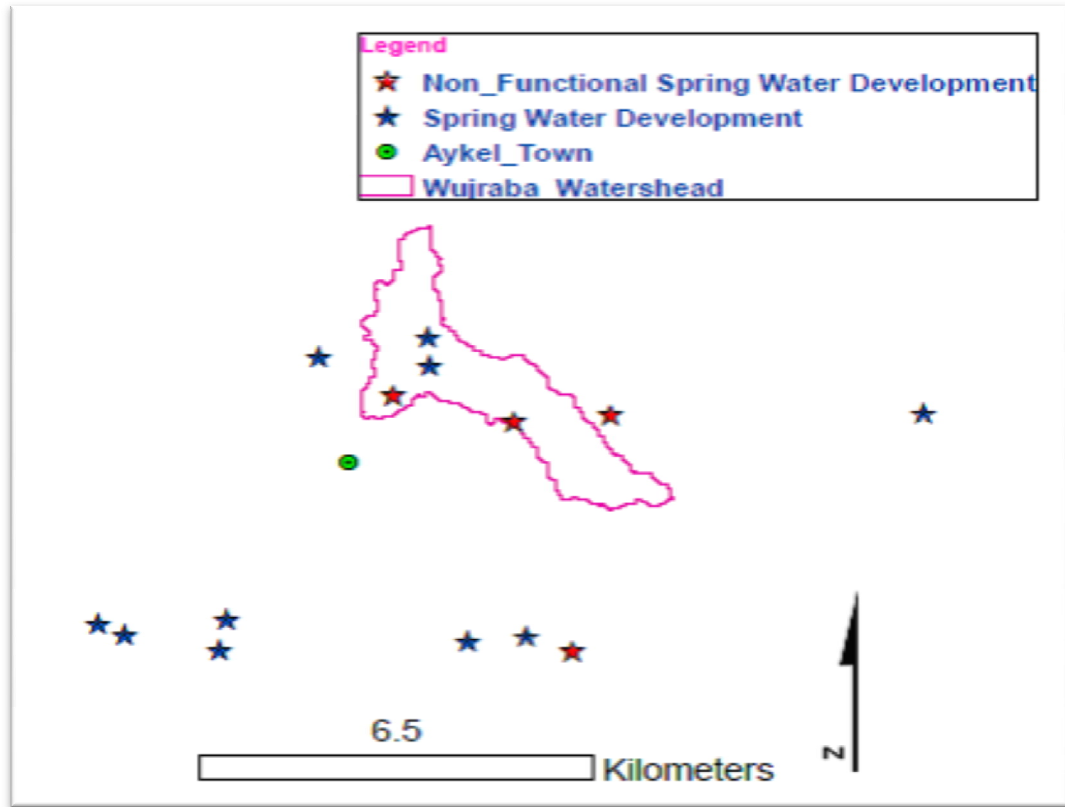 Legend
Non_Functional Spring Water Development
Spring Water Development
Aykel_Town
Wujraba_Watershead
6.5
Kilometers
N